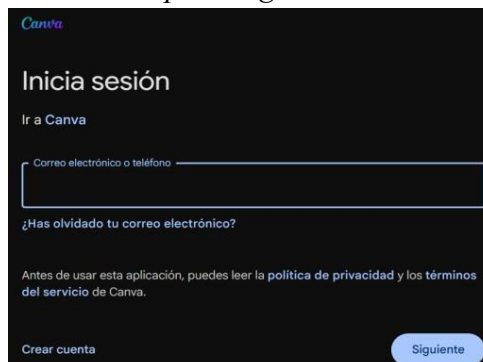 Canva
Inicia sesión
Ir a Canva
Correo electrónico o teléfono
¿Has olvidado tu correo electrónico?
Antes de usar esta aplicación, puedes leer la política de privacidad y los términos
del servicio de Canva.
Crear cuenta
Siguiente